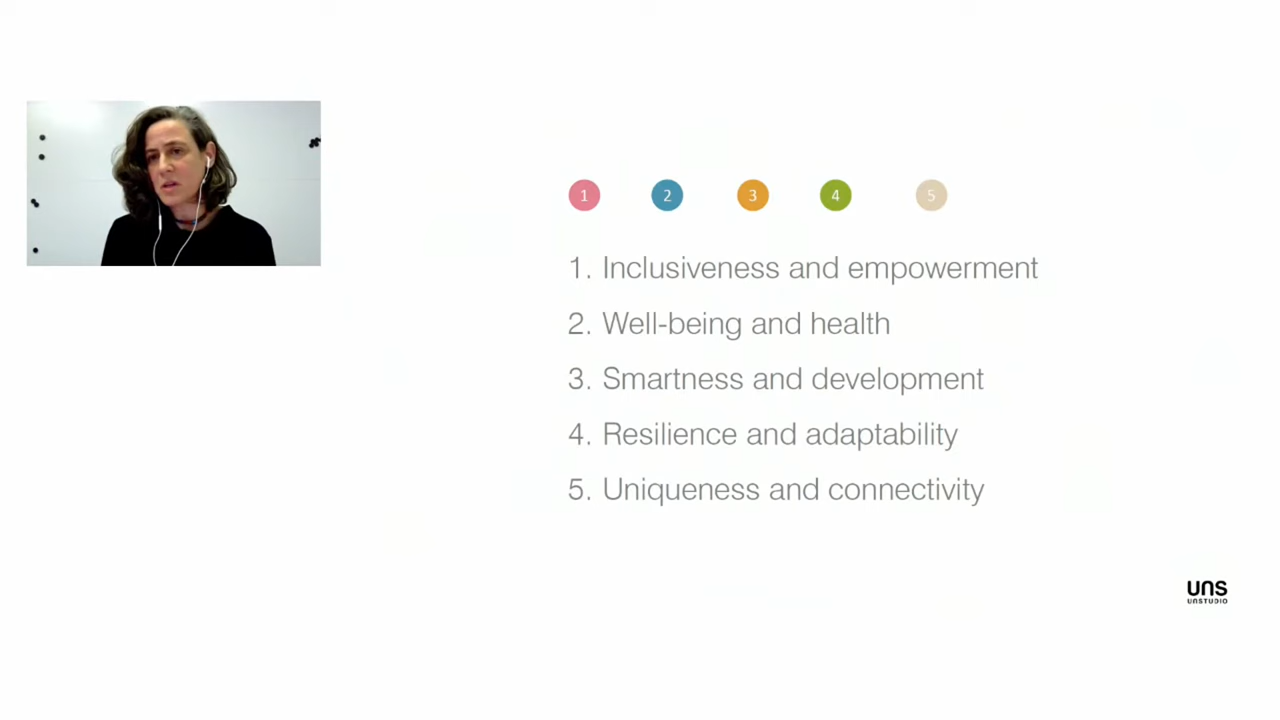 1 2 3 4 5
1. Inclusiveness and empowerment
2. Well-being and health
3. Smartness and development
4. Resilience and adaptability
5. Uniqueness and connectivity
UNS
UNSTUDIO